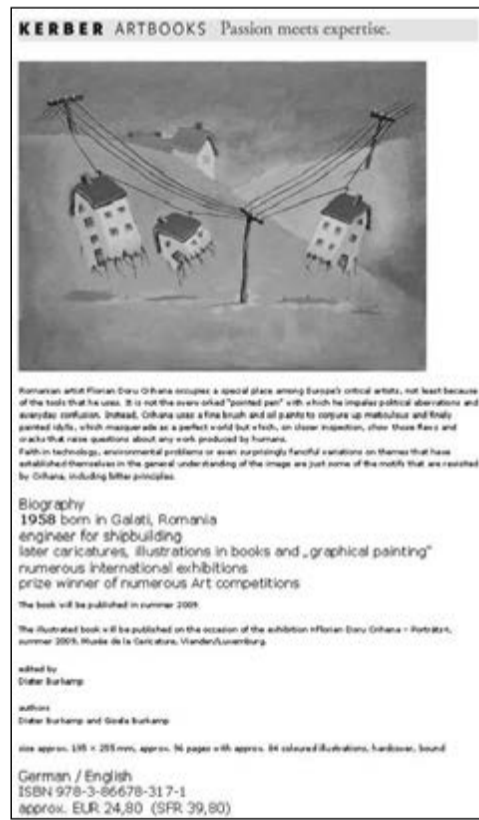 KERBER ARTBOOKS Passion meets expertise.
Romanian artist Florian Doru Crihana occupies a special place among Europe's critical artists, not least because
of the tools that he uses. It is not the "pointed pen" with which he impales political aberrations and
everyday confusion. Instead, Crihana uses a fine brush and oil paints to conjure up meticulous and finely
painted idylls, which masquerade as a perfect world but which, on closer inspection, show those flaws and
cracks that raise questions about any work produced by humans.
Faith in technology, environmental problems or even surprisingly fanciful variations on themes that have
established themselves in the general understanding of the image are just some of the motifs that are revisited
by Crihana, including bitter principles.
Biography
1958 born in Galati, Romania
engineer for shipbuilding
later caricatures, illustrations in books and „graphical painting"
numerous international exhibitions
prize winner of numerous Art competitions
The book will be published in summer 2009.
The illustrated book will be published on the occasion of the exhibition »Florian Doru Crihana – Porträts«,
summer 2009, Musée de la Caricature, Vianden/Luxemburg.
edited by
Dieter Burkamp
authors
Dieter Burkamp and Gisela Burkamp
size approx. 195 × 255 mm, approx. 96 pages with approx. 84 coloured illustrations, hardcover, bound
German / English
ISBN 978-3-86678-317-1
approx. EUR 24,80 (SFR 39,80)